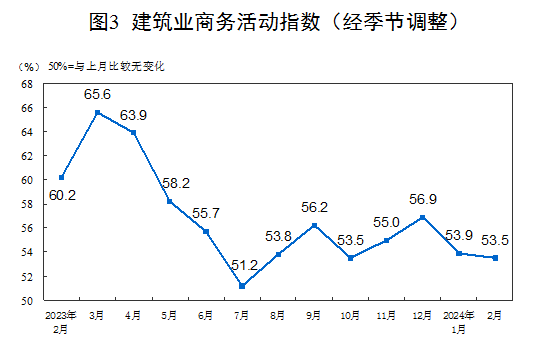 图3 建筑业商务活动指数（经季节调整）
（%）50%=与上月比较无变化
68
66
64
62
60
58
56
54
52
50
60.2
65.6
63.9
58.2
55.7
51.2
53.8
56.2
53.5
55.0
56.9
53.9
53.5
2023年
2月
3月
4月
5月
6月
7月
8月
9月
10月
11月
12月
2024年
1月
2月